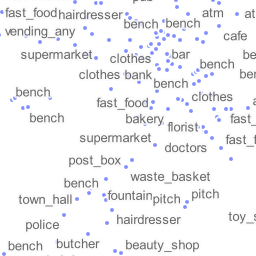 pub
fast_food
hairdresser
atm
at
bench
bench
vending_any
cafe
supermarket
clothes
bar
be
bench
clothes
bank
ben
bench
bench
clothes
fast_food
a
bench
bakery
florist
fast_
supermarket
doctors
fast_f
post_box
waste_basket
bench
town_hall
fountain
pitch
pitch
police
hairdresser
toy_s
bench
butcher
beauty_shop